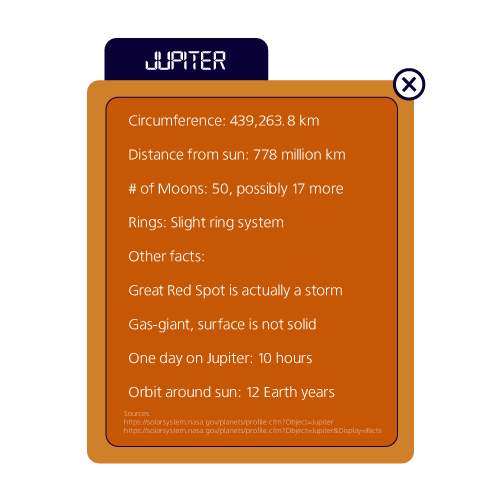 JUPITER
Circumference: 439,263.8 km
Distance from sun: 778 million km
# of Moons: 50, possibly 17 more
Rings: Slight ring system
Other facts:
Great Red Spot is actually a storm
Gas-giant, surface is not solid
One day on Jupiter: 10 hours
Orbit around sun: 12 Earth years
Sources:
https://solarsystem.nasa.gov/planets/profile.cfm?Object=Jupiter
https://solarsystem.nasa.gov/planets/profile.cfm?Object=Jupiter&Display=Facts